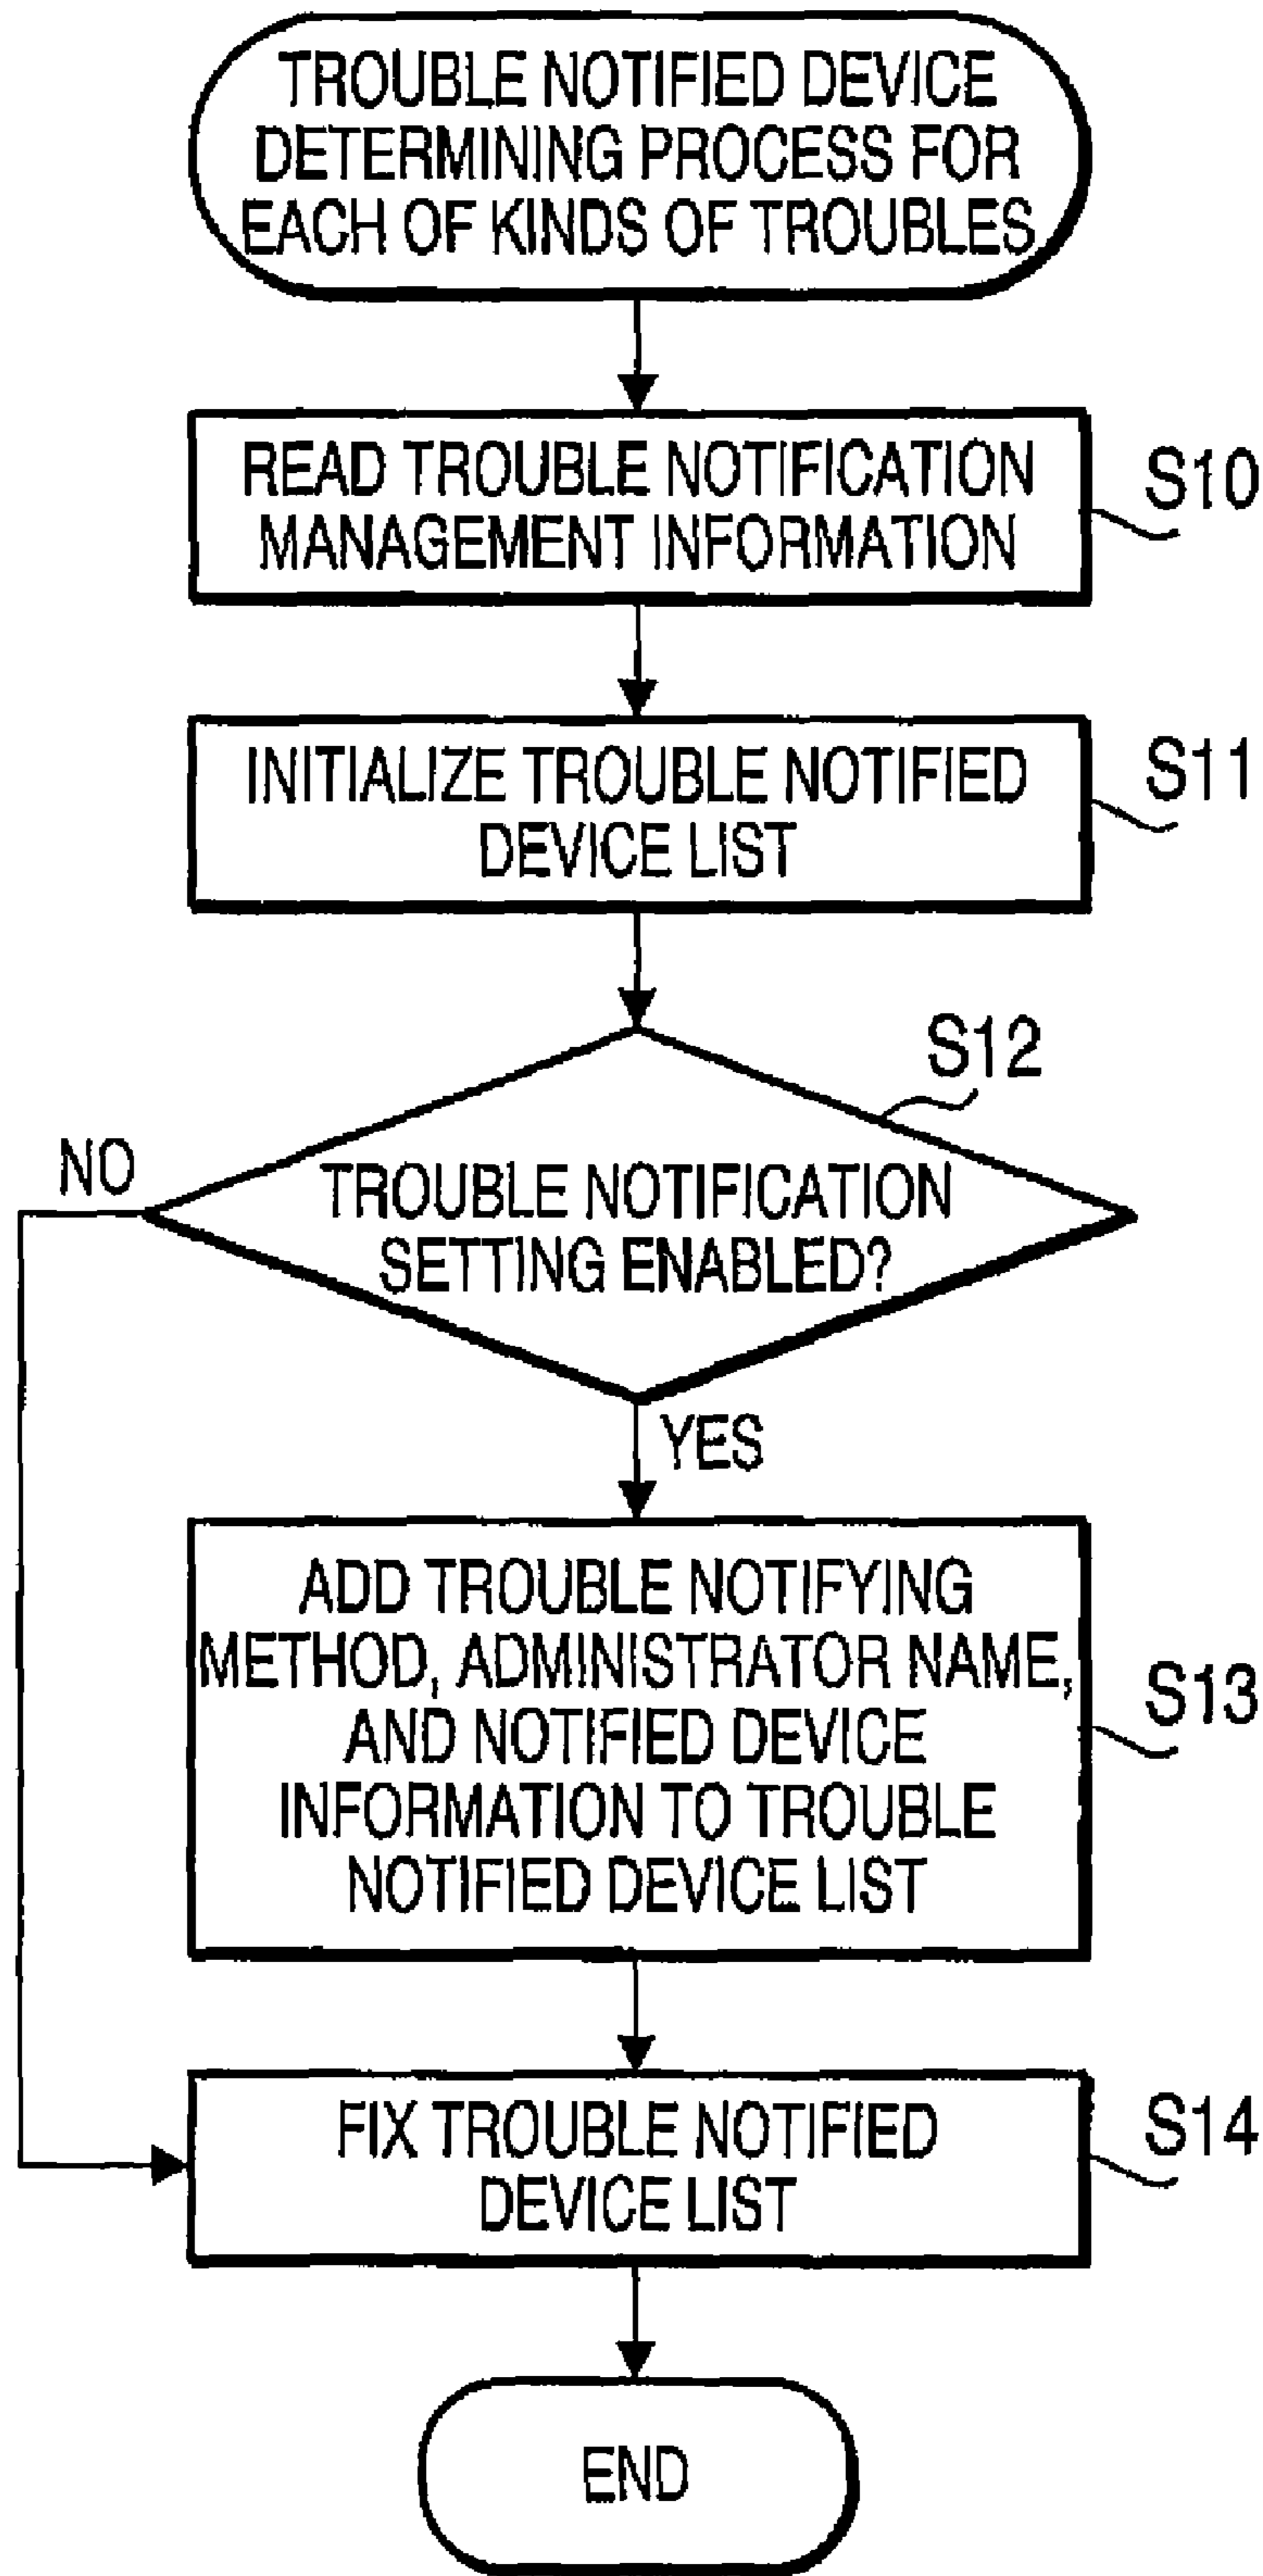 TROUBLE NOTIFIED DEVICE
DETERMINING PROCESS FOR
EACH OF KINDS OF TROUBLES
READ TROUBLE NOTIFICATION
MANAGEMENT INFORMATION
S10
INITIALIZE TROUBLE NOTIFIED
DEVICE LIST
S11
S12
NO
TROUBLE NOTIFICATION
SETTING ENABLED?
YES
ADD TROUBLE NOTIFYING
METHOD, ADMINISTRATOR NAME,
AND NOTIFIED DEVICE
INFORMATION TO TROUBLE
NOTIFIED DEVICE LIST
S13
FIX TROUBLE NOTIFIED
DEVICE LIST
S14
END